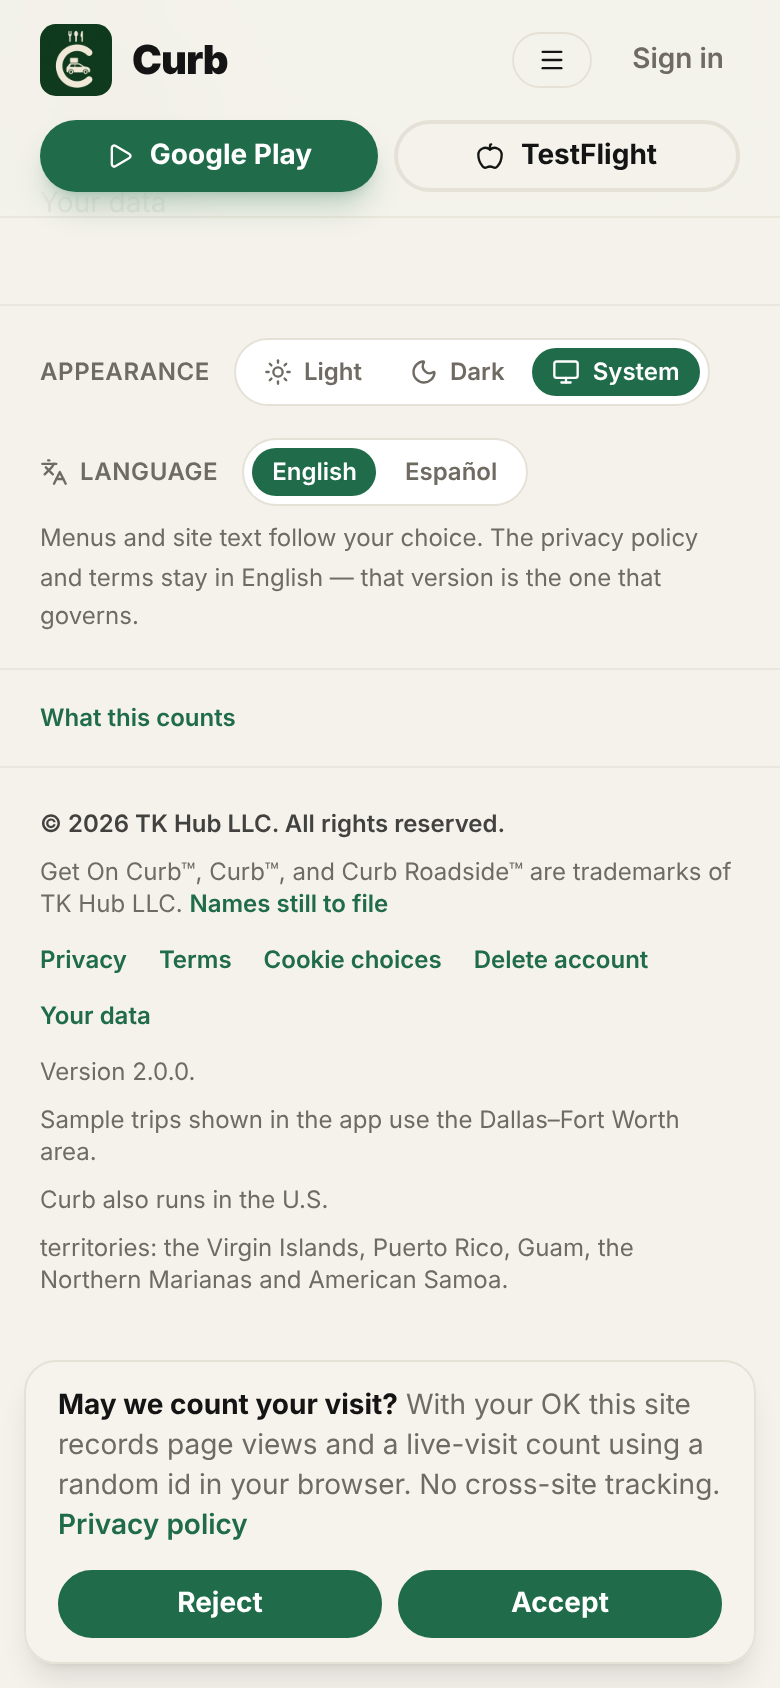 Curb
Sign in
Google Play
TestFlight
Your data
APPEARANCE
Light
Dark
System
LANGUAGE
English
Español
Menus and site text follow your choice. The privacy policy
and terms stay in English — that version is the one that
governs.
What this counts
© 2026 TK Hub LLC. All rights reserved.
Get On Curb™, Curb™, and Curb Roadside™ are trademarks of
TK Hub LLC. Names still to file
Privacy Terms Cookie choices Delete account
Your data
Version 2.0.0.
Sample trips shown in the app use the Dallas–Fort Worth
area.
Curb also runs in the U.S.
territories: the Virgin Islands, Puerto Rico, Guam, the
Northern Marianas and American Samoa.
May we count your visit? With your OK this site
records page views and a live-visit count using a
random id in your browser. No cross-site tracking.
Privacy policy
Reject
Accept